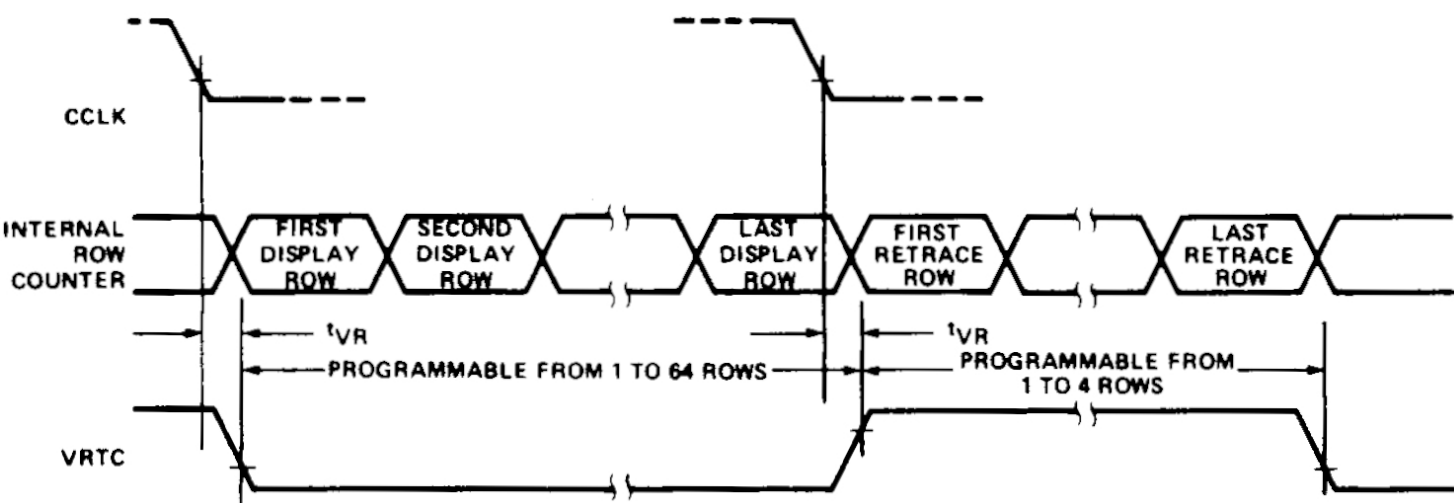 CCLK
INTERNAL
ROW
COUNTER
FIRST
DISPLAY
ROW
SECOND
DISPLAY
ROW
LAST
DISPLAY
ROW
FIRST
RETRACE
ROW
LAST
RETRACE
ROW
tVR
tVR
PROGRAMMABLE FROM 1 TO 64 ROWS
PROGRAMMABLE FROM
1 TO 4 ROWS
VRTC